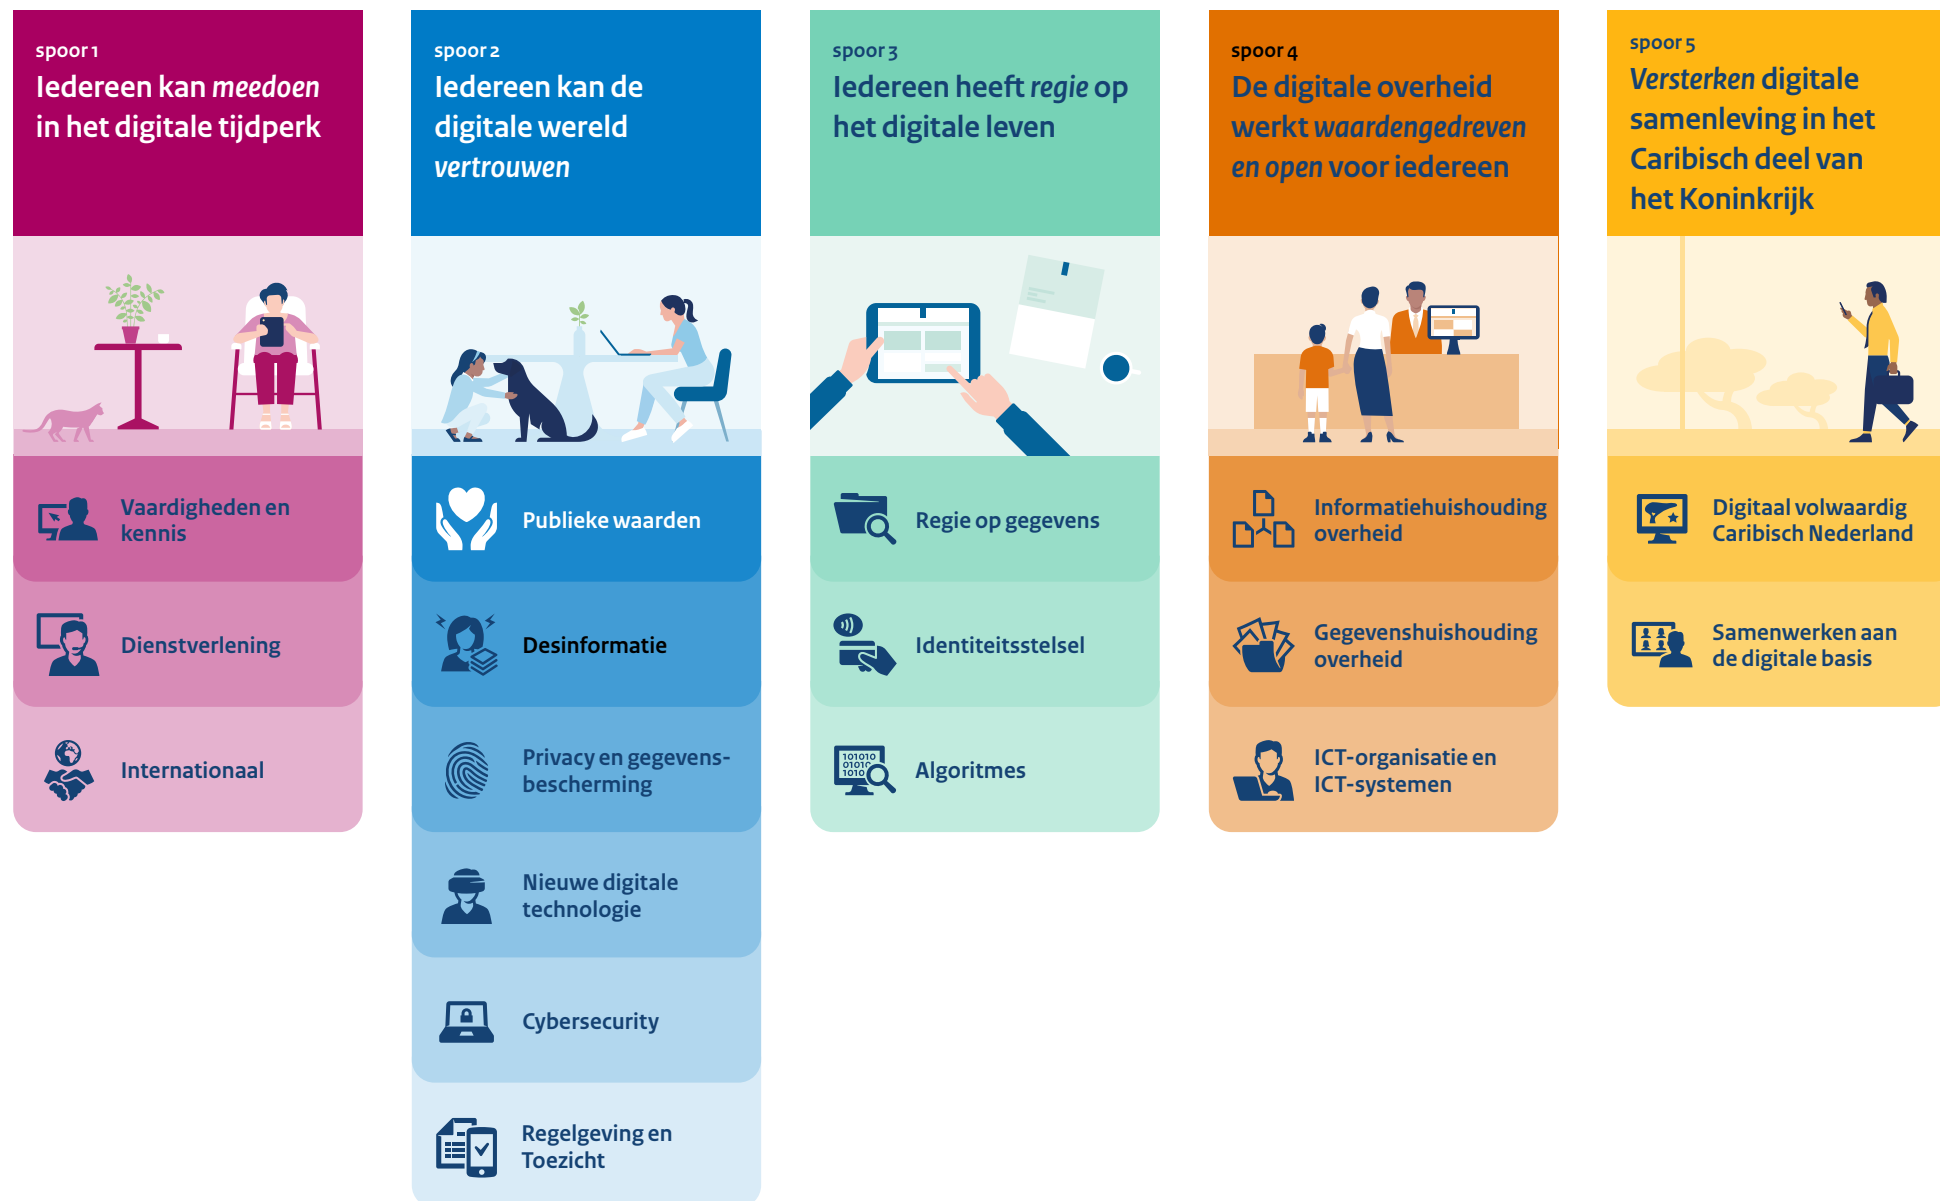 spoor 1
Iedereen kan meedoen
in het digitale tijdperk
Vaardigheden en
kennis
Dienstverlening
Internationaal
spoor 2
Iedereen kan de
digitale wereld
vertrouwen
Publieke waarden
Desinformatie
Privacy en gegevens-
bescherming
Nieuwe digitale
technologie
Cybersecurity
Regelgeving en
Toezicht
spoor 3
Iedereen heeft regie op
het digitale leven
Regie op gegevens
Identiteitsstelsel
101010
01010
1010
Algoritmes
spoor 4
De digitale overheid
werkt waardengedreven
en open voor iedereen
Informatiehuishouding
overheid
Gegevenshuishouding
overheid
ICT-organisatie en
ICT-systemen
spoor 5
Versterken digitale
samenleving in het
Caribisch deel van
het Koninkrijk
Digitaal volwaardig
Caribisch Nederland
Samenwerken aan
de digitale basis